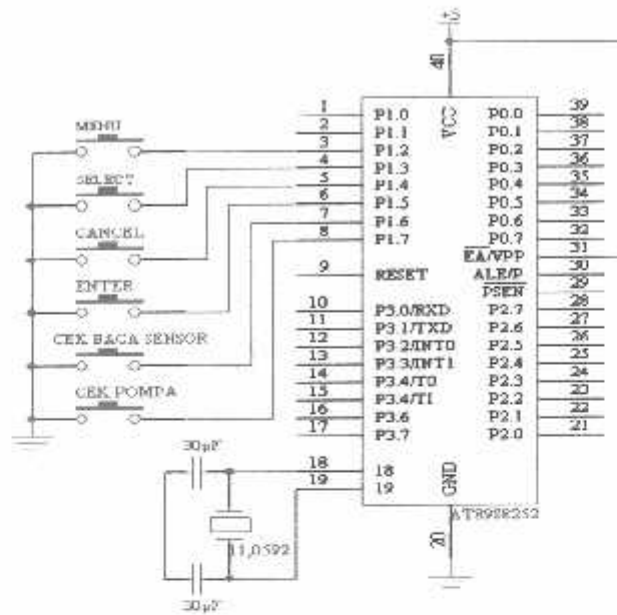 +5
40
VCC
1 P1.0
2 P1.1
3 P1.2
4 P1.3
5 P1.4
6 P1.5
7 P1.6
8 P1.7
9 RESET
10 P3.0/RXD
11 P3.1/TXD
12 P3.2/INT0
13 P3.3/INT1
14 P3.4/T0
15 P3.4/T1
16 P3.6
17 P3.7
18 18
19 19
P0.0 39
P0.1 38
P0.2 37
P0.3 36
P0.4 35
P0.5 34
P0.6 33
P0.7 32
EA/VPP 31
ALE/P 30
PSEN 29
P2.7 28
P2.6 27
P2.5 26
P2.4 25
P2.3 24
P2.2 23
P2.1 22
P2.0 21
GND
20
AT89S8252
MENU
SELECT
CANCEL
ENTER
CEK BACA SENSOR
CEK POMPA
30pF
11,0592
30pF